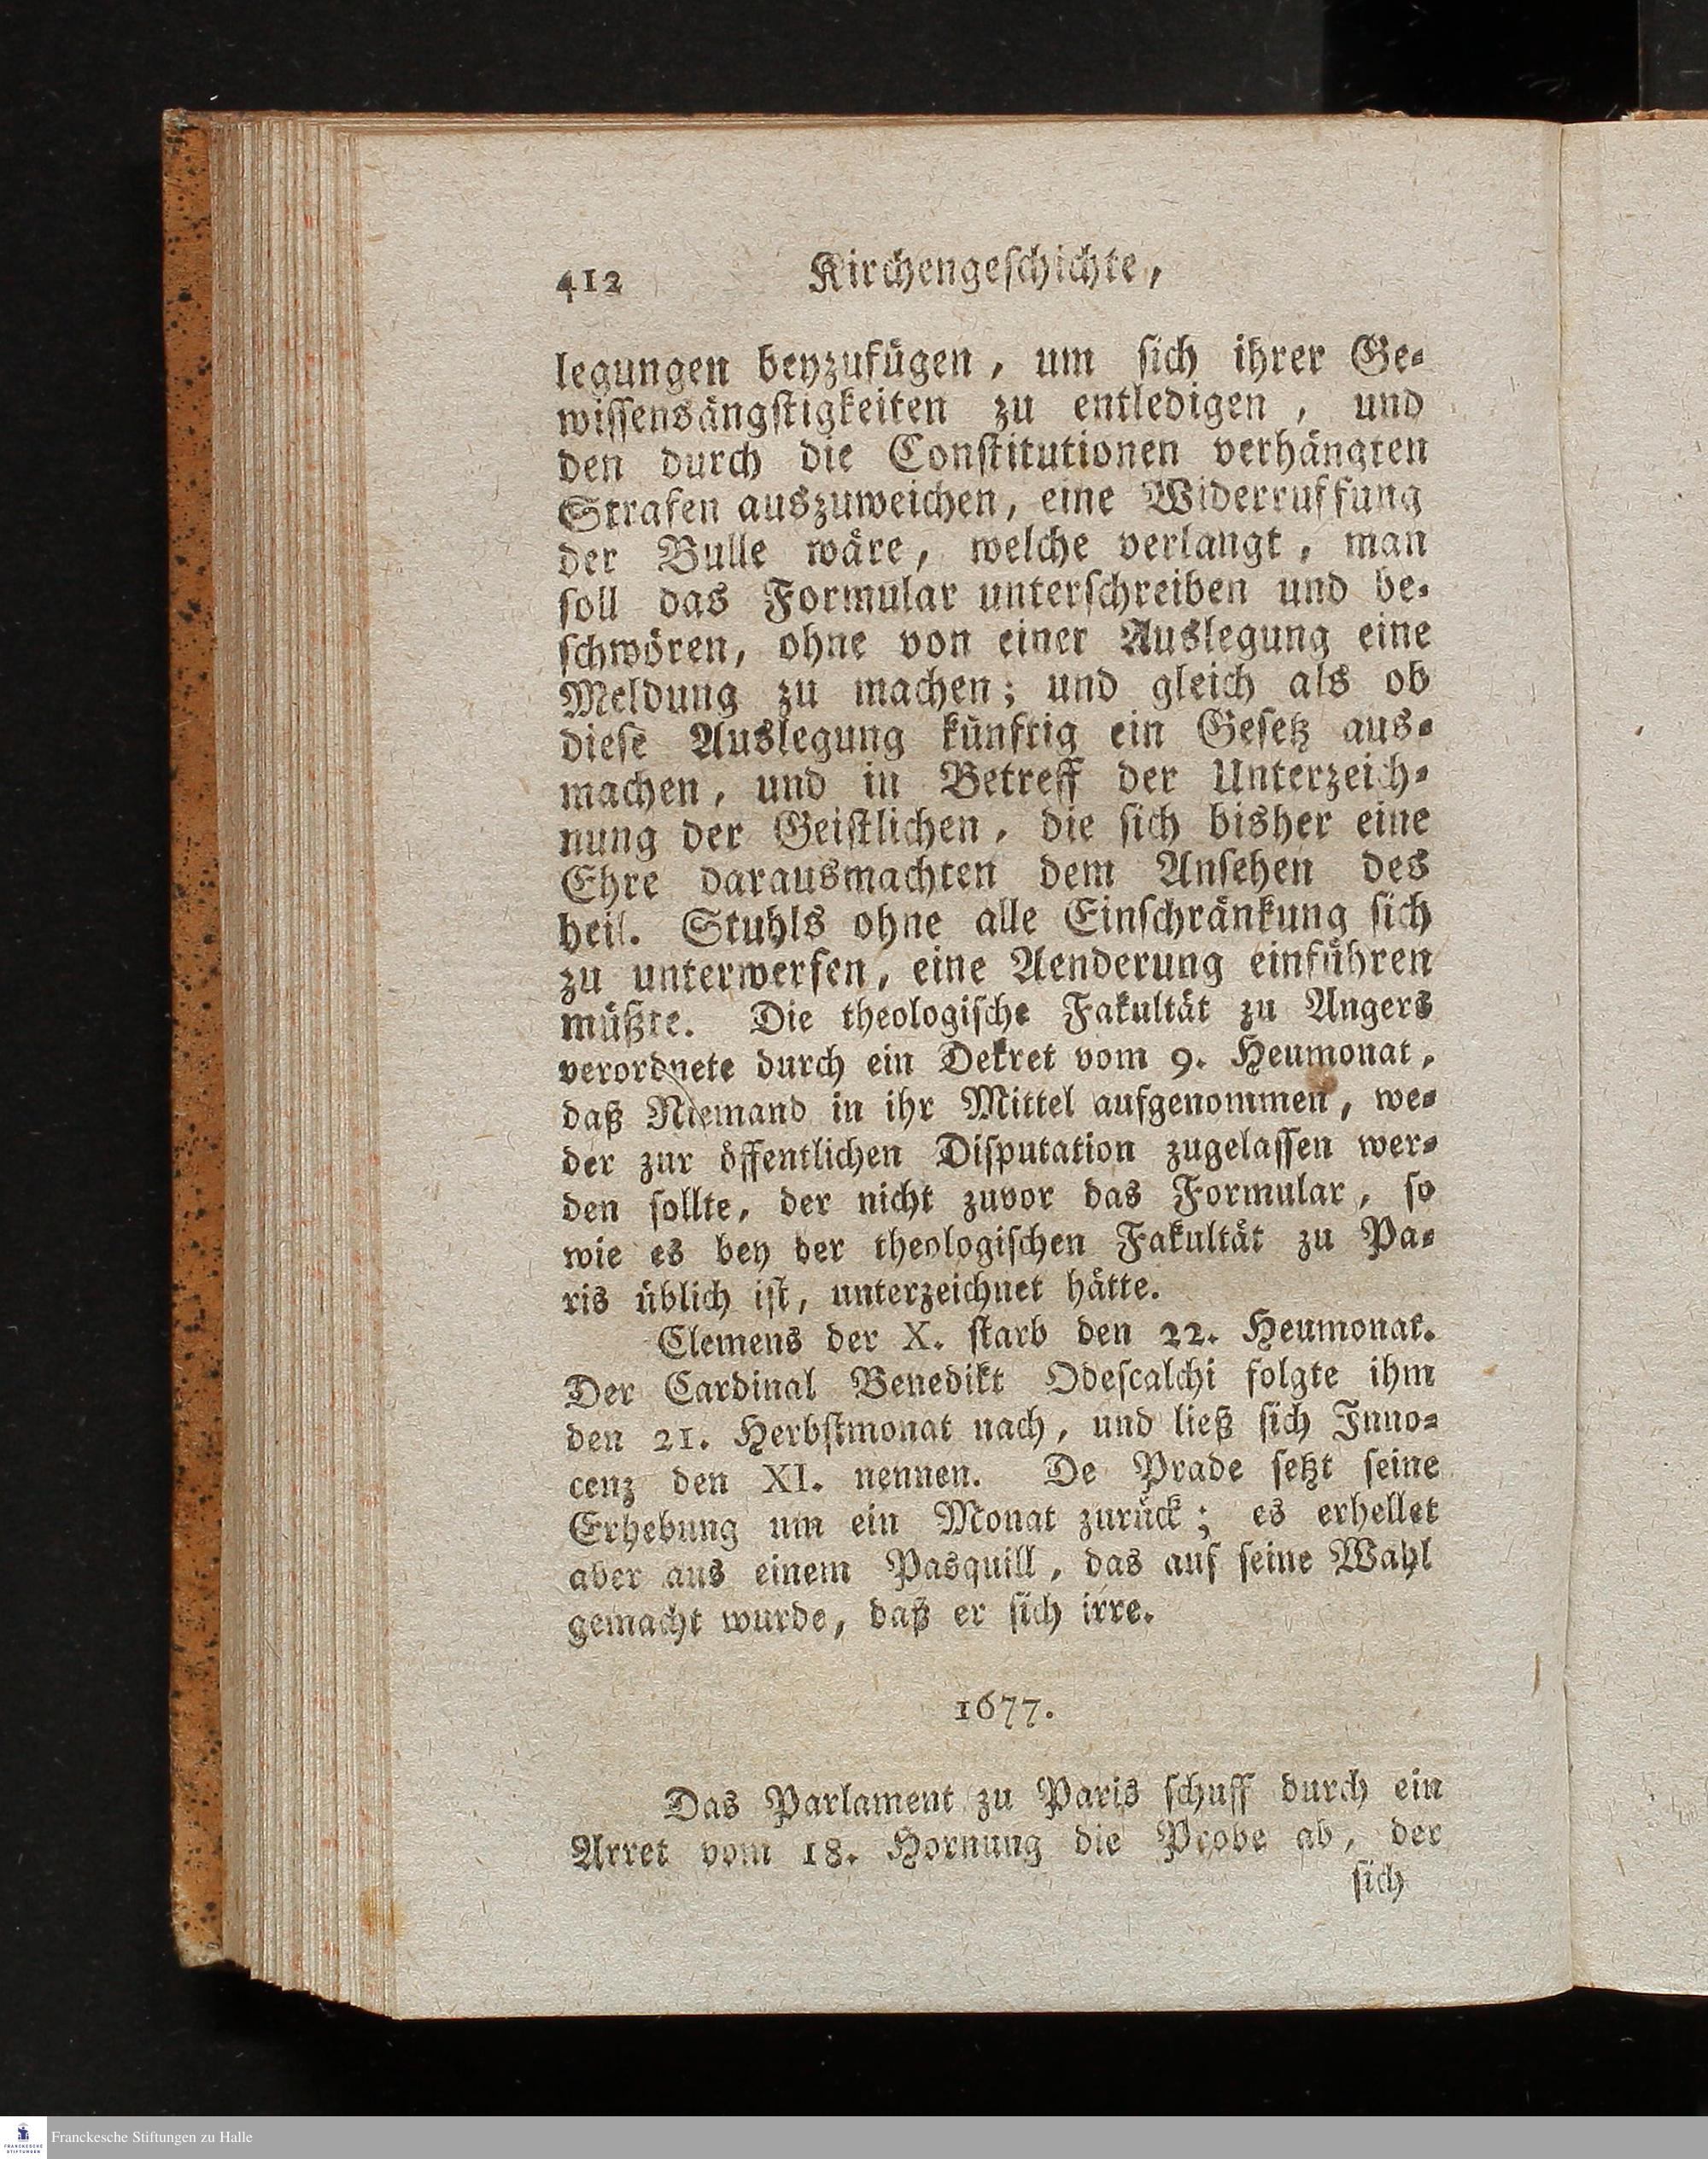 412 Kirchengeschichte,
legungen beyzufügen, um sich ihrer Ge-
wissensängstigkeiten zu entledigen, und
den durch die Constitutionen verhängten
Strafen auszuweichen, eine Widerruffung
der Bulle wäre, welche verlangt, man
soll das Formular unterschreiben und be-
schwören, ohne von einer Auslegung eine
Meldung zu machen; und gleich als ob
diese Auslegung künftig ein Gesetz aus-
machen, und in Betreff der Unterzeich-
nung der Geistlichen, die sich bisher eine
Ehre darausmachten dem Ansehen des
heil. Stuhls ohne alle Einschränkung sich
zu unterwerfen, eine Aenderung einführen
müßte. Die theologische Fakultät zu Angers
verordnete durch ein Dekret vom 9. Heumonat,
daß Niemand in ihr Mittel aufgenommen, we-
der zur öffentlichen Disputation zugelassen wer-
den sollte, der nicht zuvor das Formular, so
wie es bey der theologischen Fakultät zu Pa-
ris üblich ist, unterzeichnet hätte.
Clemens der X. starb den 22. Heumonat.
Der Cardinal Benedikt Odescalchi folgte ihm
den 21. Herbstmonat nach, und ließ sich Inno-
cenz den XI. nennen. De Prade setzt seine
Erhebung um ein Monat zurück; es erhellet
aber aus einem Pasquill, das auf seine Wahl
gemacht wurde, daß er sich irre.
1677.
Das Parlament zu Paris schuff durch ein
Arret vom 18. Hornung die Probe ab, der
sich
FRANCKESCHE
STIFTUNGEN
Franckesche Stiftungen zu Halle